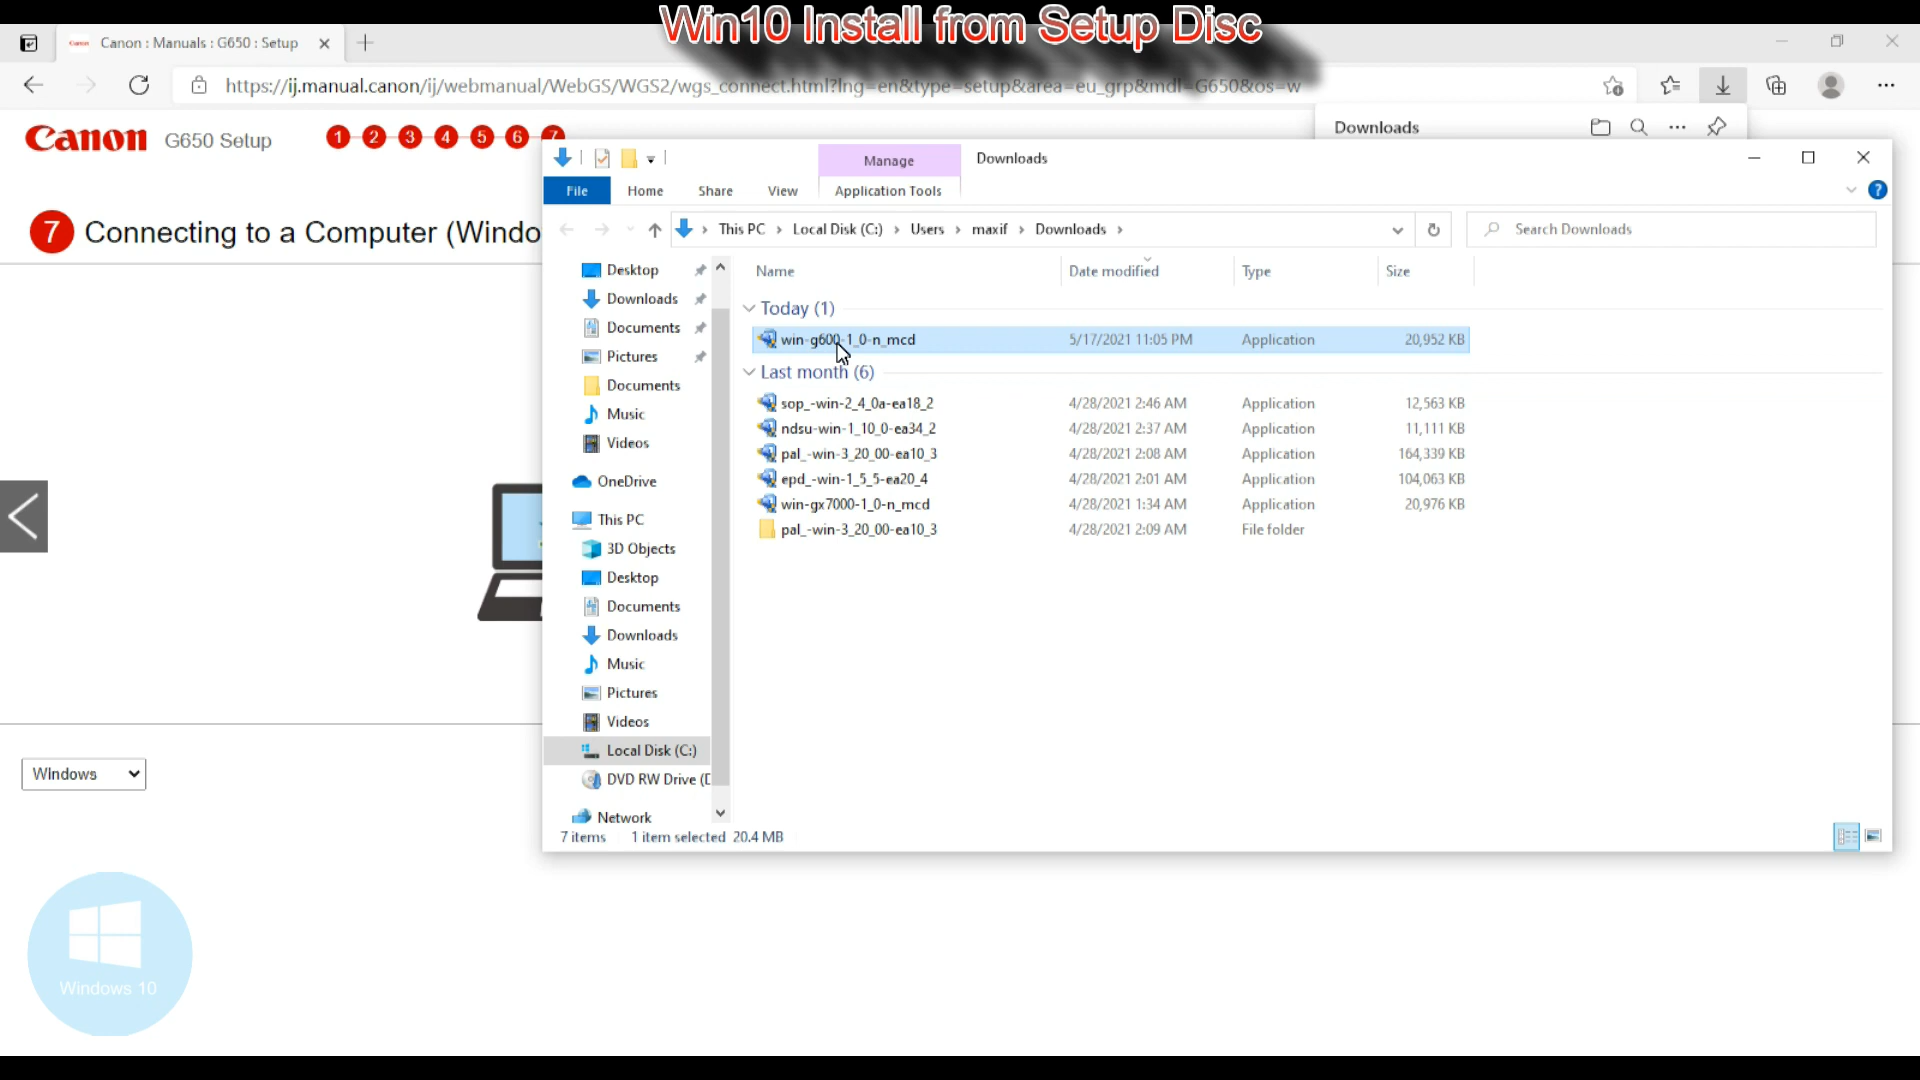 Win10 Install from Setup Disc
Canon : Manuals : G650 : Setup
https://ij.manual.canon/ij/webmanual/WebGS/WGS2/wgs_connect.html?lng=en&type=setup&area=eu_grp&mdl=G650&os=w
Canon G650 Setup 1 2 3 4 5 6 7
Downloads
Manage Downloads
File Home Share View Application Tools
7 Connecting to a Computer (Windo
This PC Local Disk (C:) Users maxif Downloads
Search Downloads
Name Date modified Type Size
Desktop
Downloads
Documents
Pictures
Documents
Music
Videos
OneDrive
This PC
3D Objects
Desktop
Documents
Downloads
Music
Pictures
Videos
Local Disk (C:)
DVD RW Drive (D
Network
Today (1)
win-g600-1_0-n_mcd 5/17/2021 11:05 PM Application 20,952 KB
Last month (6)
sop_-win-2_4_0a-ea18_2 4/28/2021 2:46 AM Application 12,563 KB
ndsu-win-1_10_0-ea34_2 4/28/2021 2:37 AM Application 11,111 KB
pal_-win-3_20_00-ea10_3 4/28/2021 2:08 AM Application 164,339 KB
epd_-win-1_5_5-ea20_4 4/28/2021 2:01 AM Application 104,063 KB
win-gx7000-1_0-n_mcd 4/28/2021 1:34 AM Application 20,976 KB
pal_-win-3_20_00-ea10_3 4/28/2021 2:09 AM File folder
7 items 1 item selected 20.4 MB
WIndows
Windows 10